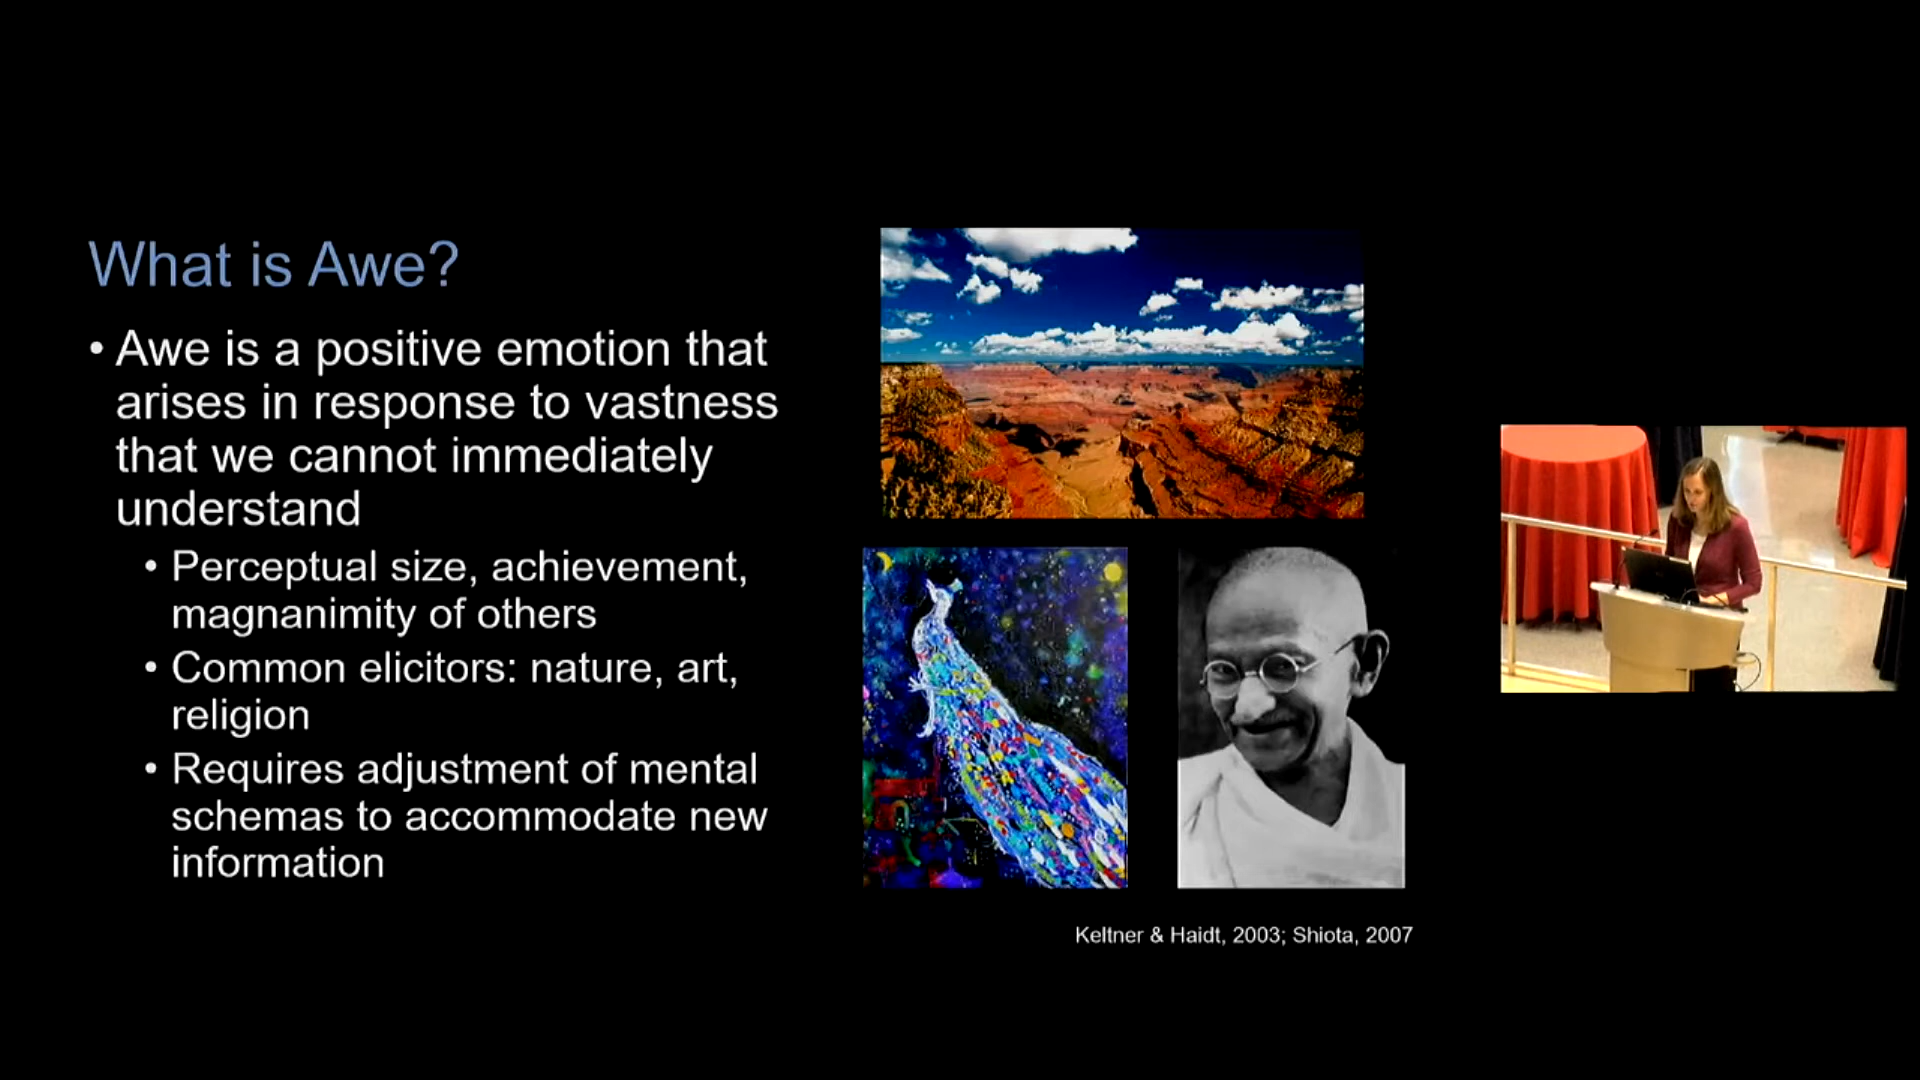 What is Awe?
• Awe is a positive emotion that
arises in response to vastness
that we cannot immediately
understand
• Perceptual size, achievement,
magnanimity of others
• Common elicitors: nature, art,
religion
• Requires adjustment of mental
schemas to accommodate new
information
Keltner & Haidt, 2003; Shiota, 2007